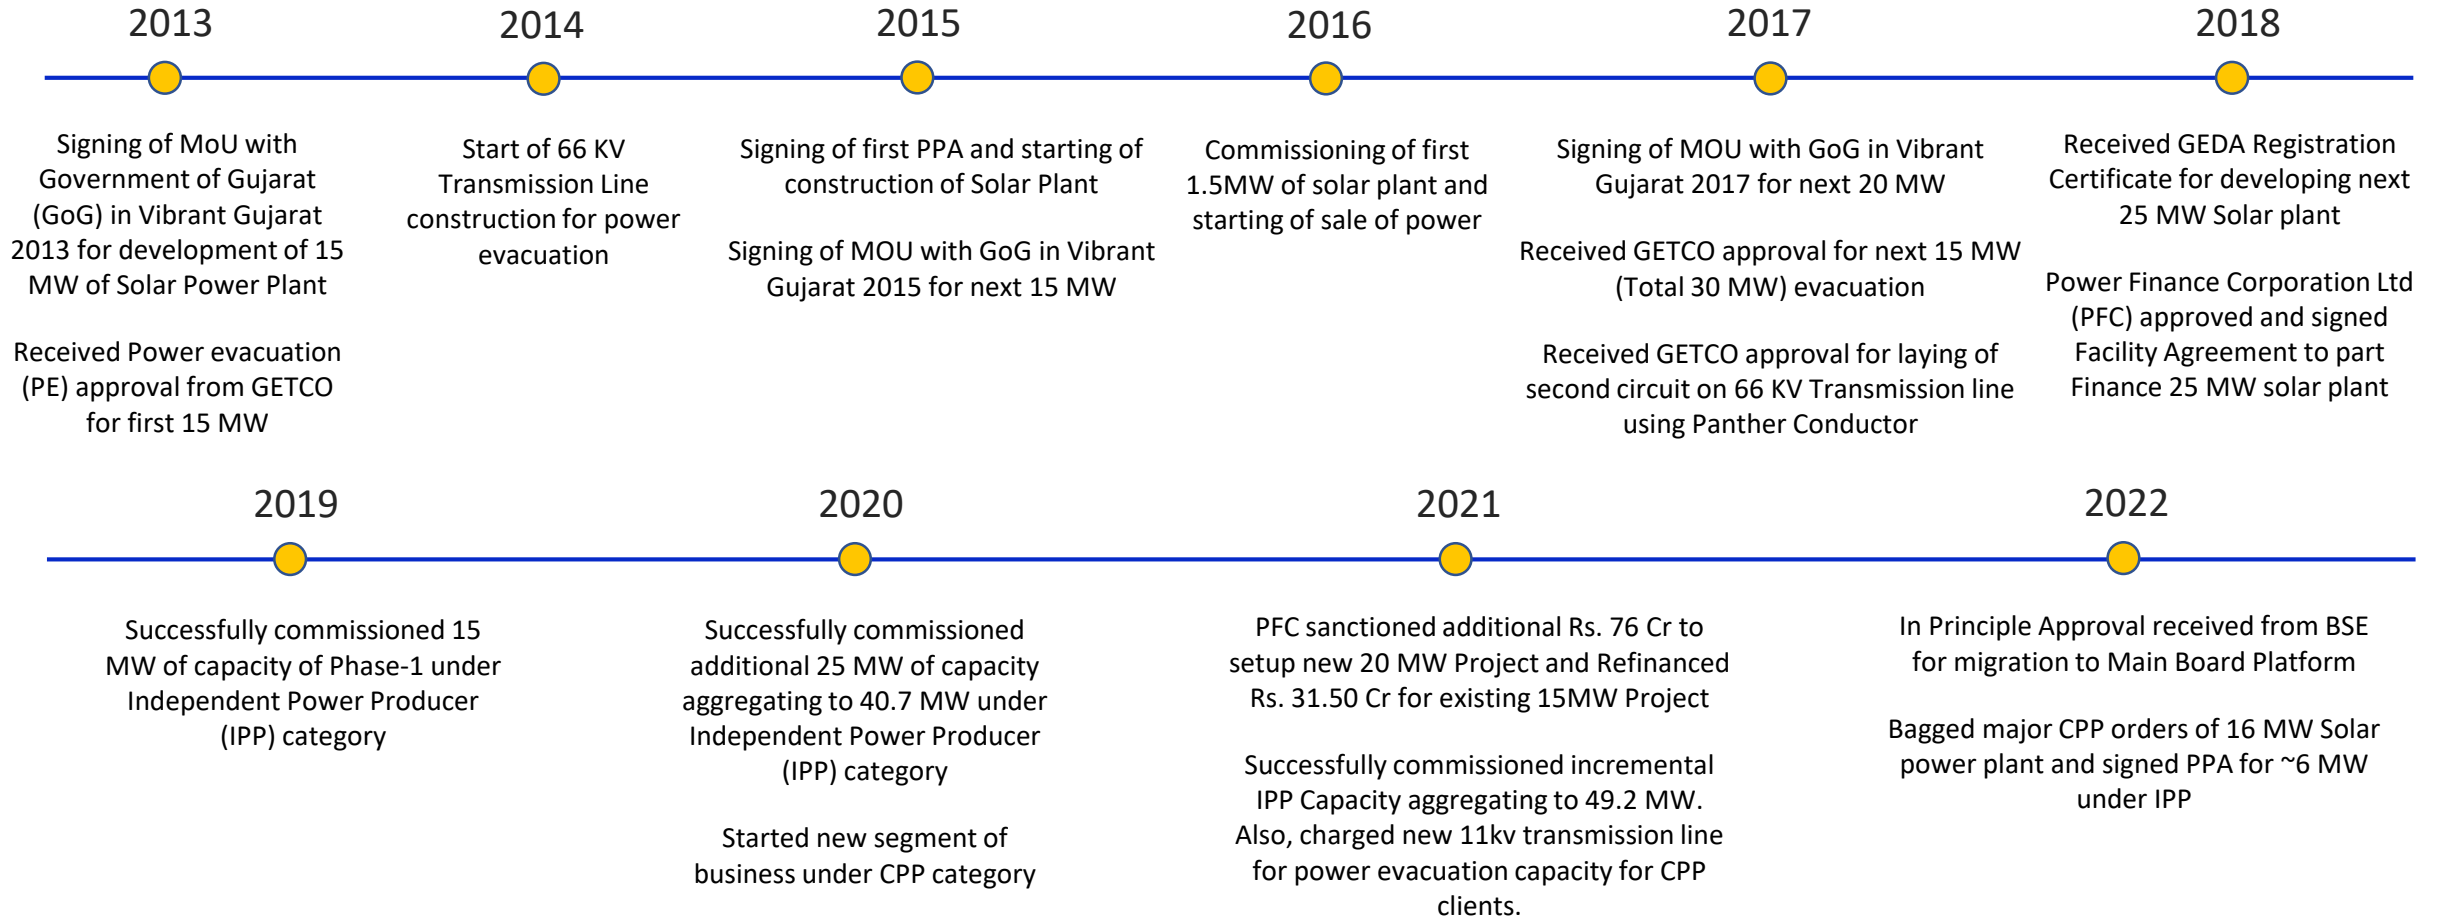 2013
Signing of MoU with
Government of Gujarat
(GoG) in Vibrant Gujarat
2013 for development of 15
MW of Solar Power Plant
Received Power evacuation
(PE) approval from GETCO
for first 15 MW
2014
Start of 66 KV
Transmission Line
construction for power
evacuation
2015
Signing of first PPA and starting of
construction of Solar Plant
Signing of MOU with GoG in Vibrant
Gujarat 2015 for next 15 MW
2016
Commissioning of first
1.5MW of solar plant and
starting of sale of power
2017
Signing of MOU with GoG in Vibrant
Gujarat 2017 for next 20 MW
Received GETCO approval for next 15 MW
(Total 30 MW) evacuation
Received GETCO approval for laying of
second circuit on 66 KV Transmission line
using Panther Conductor
2018
Received GEDA Registration
Certificate for developing next
25 MW Solar plant
Power Finance Corporation Ltd
(PFC) approved and signed
Facility Agreement to part
Finance 25 MW solar plant
2019
Successfully commissioned 15
MW of capacity of Phase-1 under
Independent Power Producer
(IPP) category
2020
Successfully commissioned
additional 25 MW of capacity
aggregating to 40.7 MW under
Independent Power Producer
(IPP) category
Started new segment of
business under CPP category
2021
PFC sanctioned additional Rs. 76 Cr to
setup new 20 MW Project and Refinanced
Rs. 31.50 Cr for existing 15MW Project
Successfully commissioned incremental
IPP Capacity aggregating to 49.2 MW.
Also, charged new 11kv transmission line
for power evacuation capacity for CPP
clients.
2022
In Principle Approval received from BSE
for migration to Main Board Platform
Bagged major CPP orders of 16 MW Solar
power plant and signed PPA for ~6 MW
under IPP